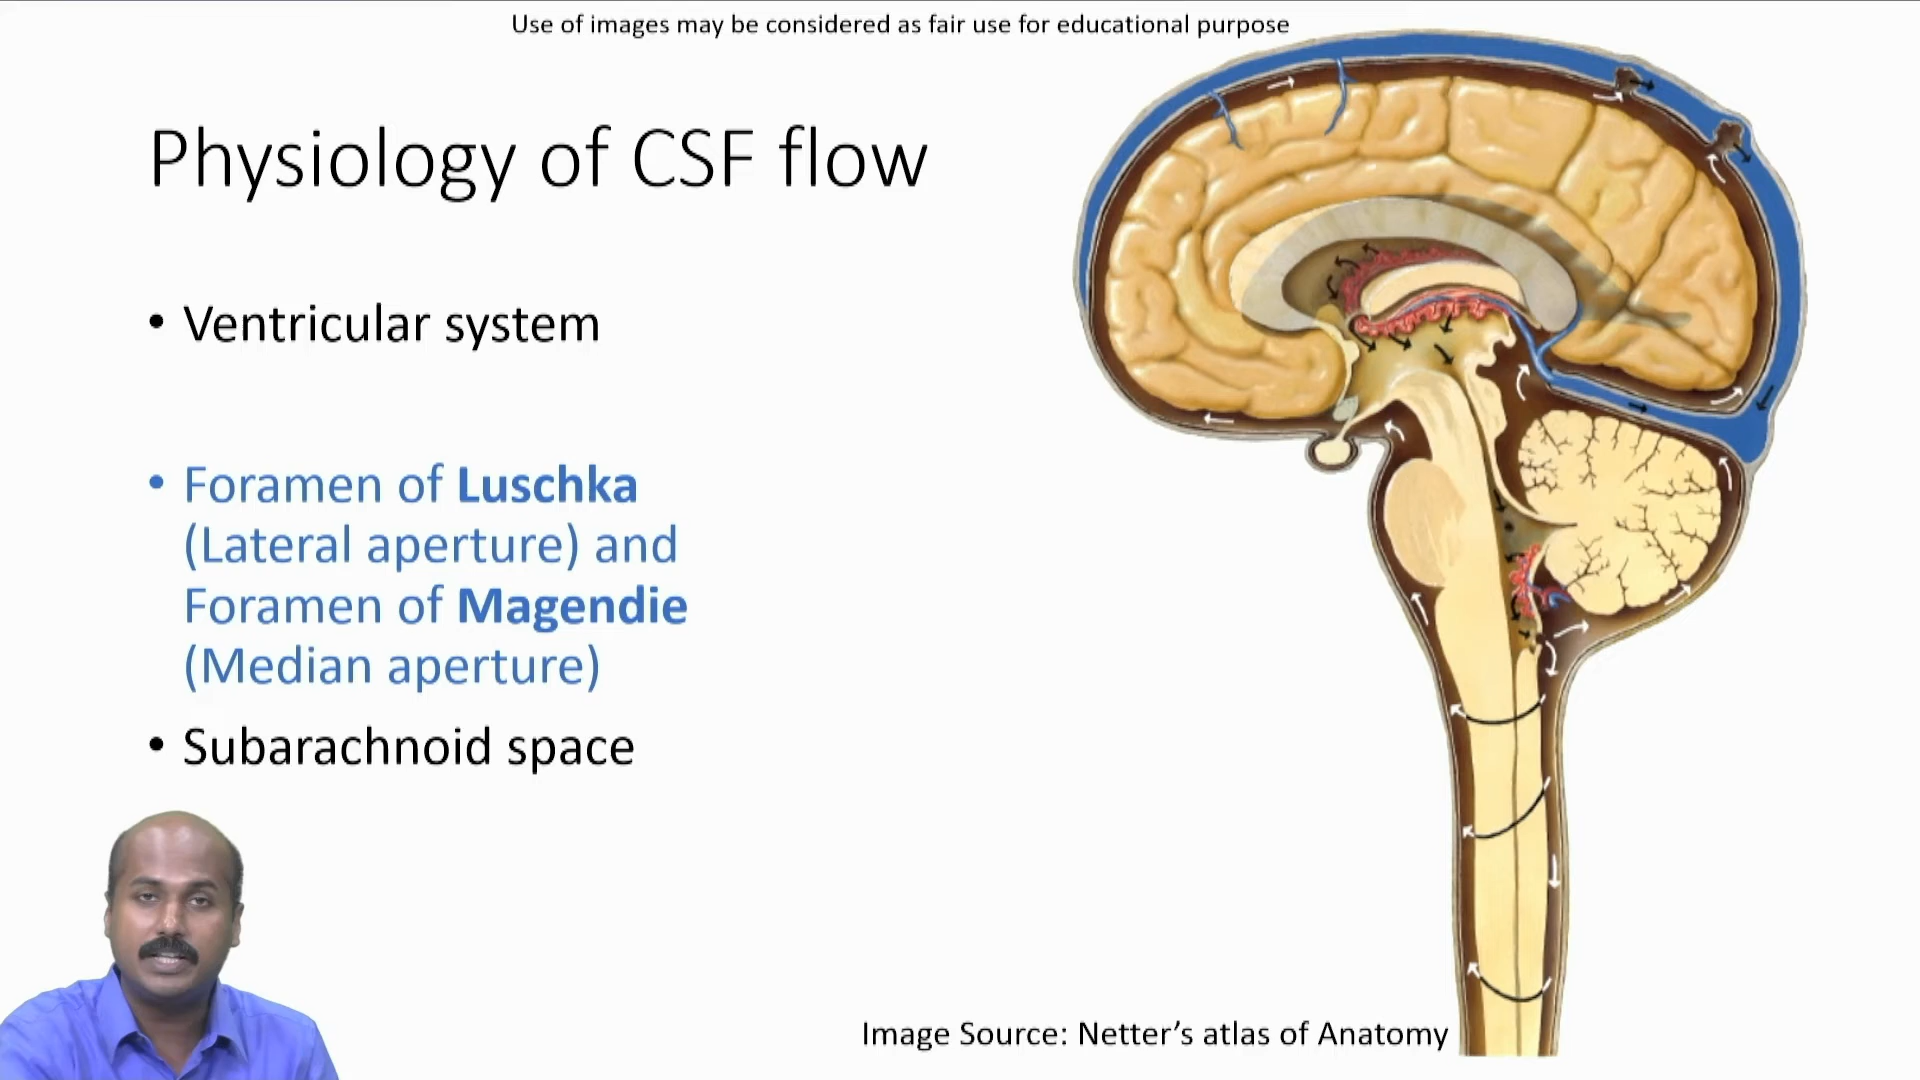 Use of images may be considered as fair use for educational purpose
Physiology of CSF flow
• Ventricular system
• Foramen of Luschka
(Lateral aperture) and
Foramen of Magendie
(Median aperture)
• Subarachnoid space
Image Source: Netter’s atlas of Anatomy